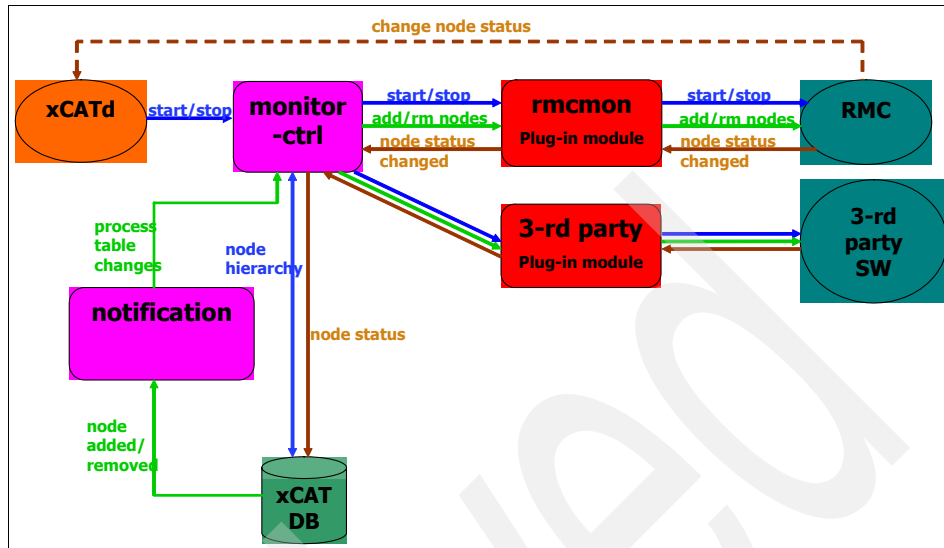 change node status
xCATd
start/stop
monitor
-ctrl
start/stop
add/rm nodes
node status
changed
rmcmon
Plug-in module
start/stop
add/rm nodes
node status
changed
RMC
process
table
changes
node
hierarchy
3-rd party
Plug-in module
3-rd
party
SW
notification
node status
node
added/
removed
xCAT
DB